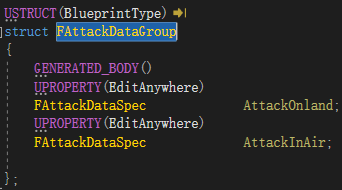 USTRUCT(BlueprintType)
struct FAttackDataGroup
{
GENERATED_BODY()
UPROPERTY(EditAnywhere)
FAttackDataSpec AttackOnland;
UPROPERTY(EditAnywhere)
FAttackDataSpec AttackInAir;
};